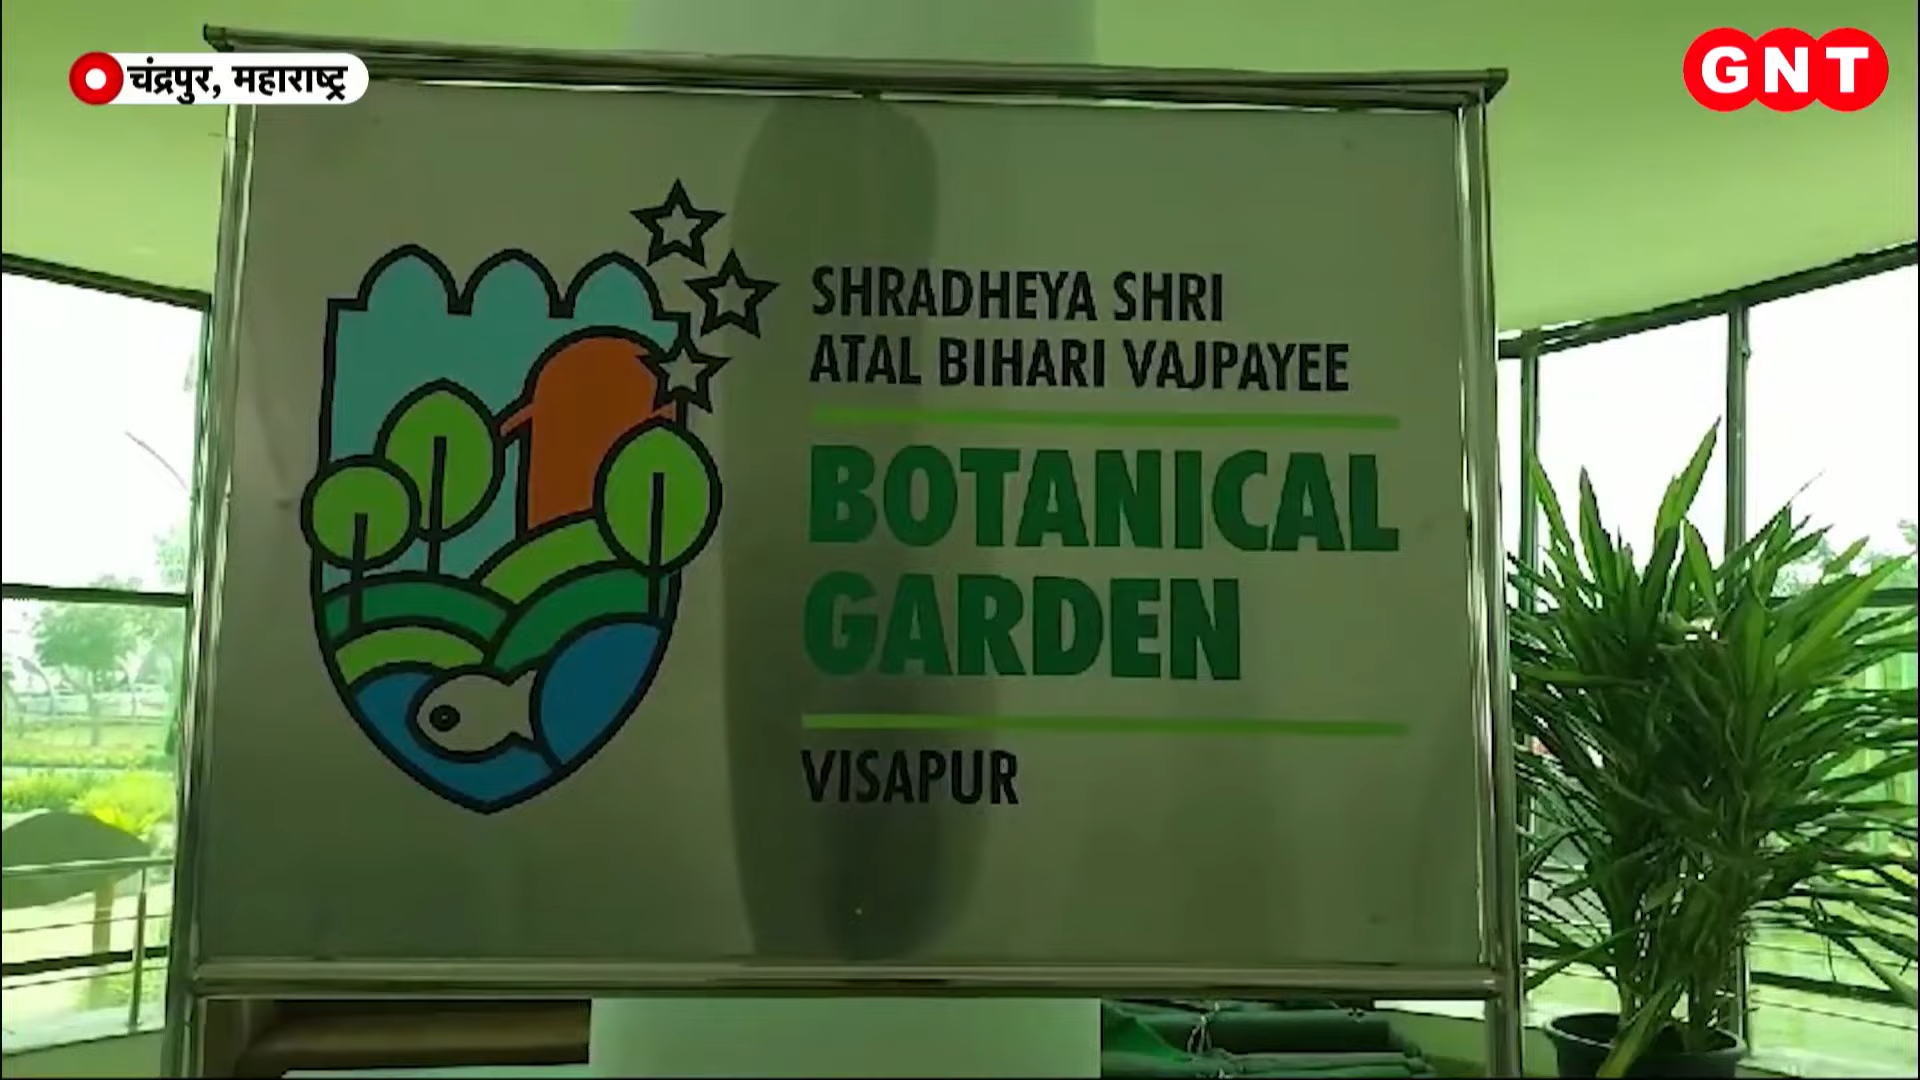 चंद्रपुर, महाराष्ट्र
GNT
SHRADHEYA SHRI
ATAL BIHARI VAJPAYEE
BOTANICAL
GARDEN
VISAPUR